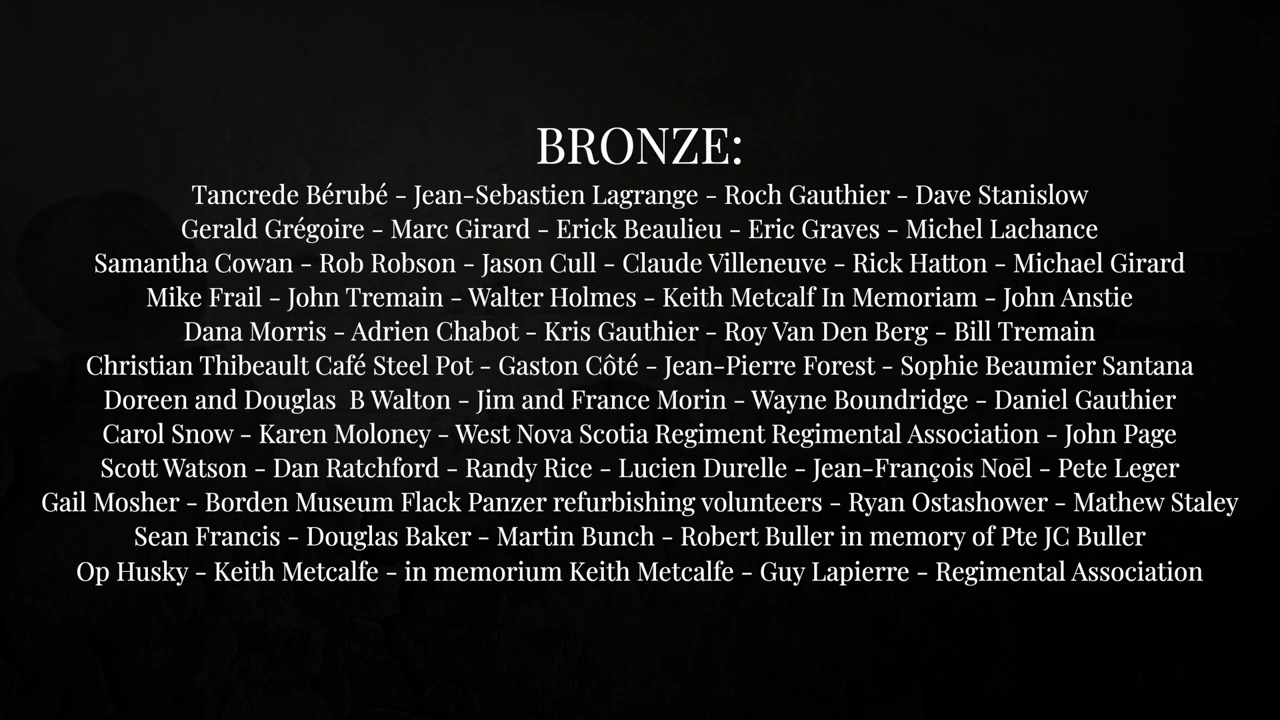 BRONZE:
Tancrede Bérubé - Jean-Sebastien Lagrange - Roch Gauthier - Dave Stanislow
Gerald Grégoire - Marc Girard - Erick Beaulieu - Eric Graves - Michel Lachance
Samantha Cowan - Rob Robson - Jason Cull - Claude Villeneuve - Rick Hatton - Michael Girard
Mike Frail - John Tremain - Walter Holmes - Keith Metcalf In Memoriam - John Anstie
Dana Morris - Adrien Chabot - Kris Gauthier - Roy Van Den Berg - Bill Tremain
Christian Thibeault Café Steel Pot - Gaston Côté - Jean-Pierre Forest - Sophie Beaumier Santana
Doreen and Douglas  B Walton - Jim and France Morin - Wayne Boundridge - Daniel Gauthier
Carol Snow - Karen Moloney - West Nova Scotia Regiment Regimental Association - John Page
Scott Watson - Dan Ratchford - Randy Rice - Lucien Durelle - Jean-François Noēl - Pete Leger
Gail Mosher - Borden Museum Flack Panzer refurbishing volunteers - Ryan Ostashower - Mathew Staley
Sean Francis - Douglas Baker - Martin Bunch - Robert Buller in memory of Pte JC Buller
Op Husky - Keith Metcalfe - in memorium Keith Metcalfe - Guy Lapierre - Regimental Association